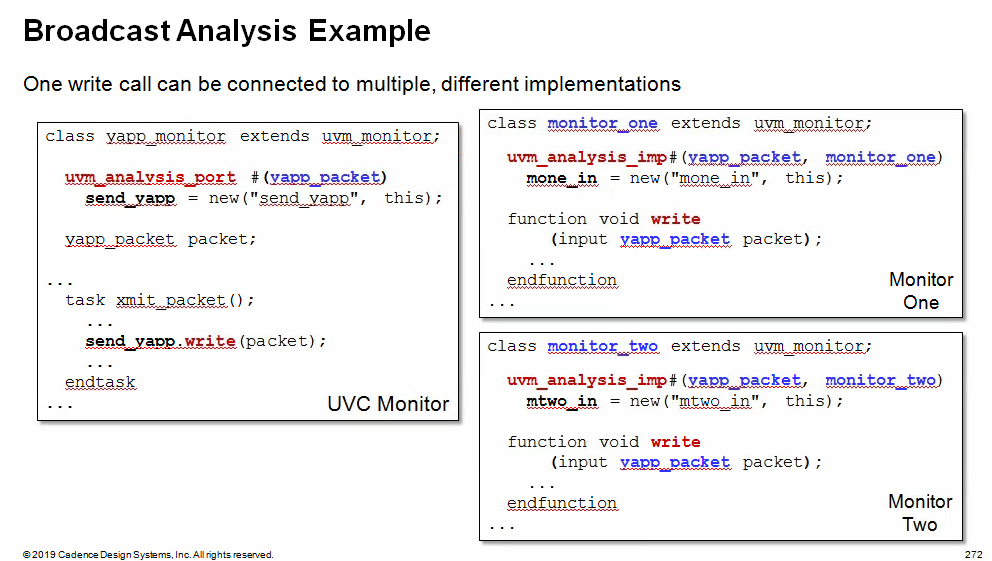 Broadcast Analysis Example
One write call can be connected to multiple, different implementations
class yapp_monitor extends uvm_monitor;
uvm_analysis_port #(yapp_packet)
send_yapp = new("send_yapp", this);
yapp_packet packet;
...
task xmit_packet();
...
send_yapp.write(packet);
...
endtask
...
UVC Monitor
class monitor_one extends uvm_monitor;
uvm_analysis_imp#(yapp_packet, monitor_one)
mone_in = new("mone_in", this);
function void write
(input yapp_packet packet);
...
endfunction
...
Monitor
One
class monitor_two extends uvm_monitor;
uvm_analysis_imp#(yapp_packet, monitor_two)
mtwo_in = new("mtwo_in", this);
function void write
(input yapp_packet packet);
...
endfunction
...
Monitor
Two
© 2019 Cadence Design Systems, Inc. All rights reserved.
272